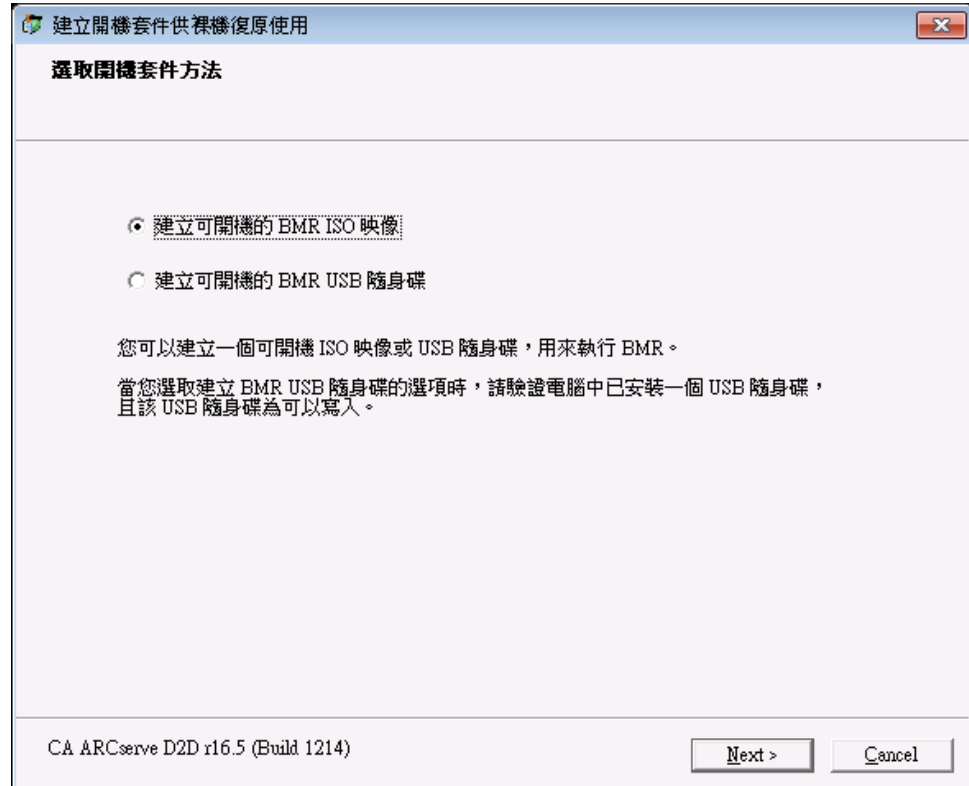 建立開機套件供裸機復原使用
選取開機套件方法
建立可開機的 BMR ISO 映像
建立可開機的 BMR USB 隨身碟
您可以建立一個可開機 ISO 映像或 USB 隨身碟，用來執行 BMR。
當您選取建立 BMR USB 隨身碟的選項時，請驗證電腦中已安裝一個 USB 隨身碟，
且該 USB 隨身碟為可以寫入。
CA ARCserve D2D r16.5 (Build 1214)
Next >
Cancel